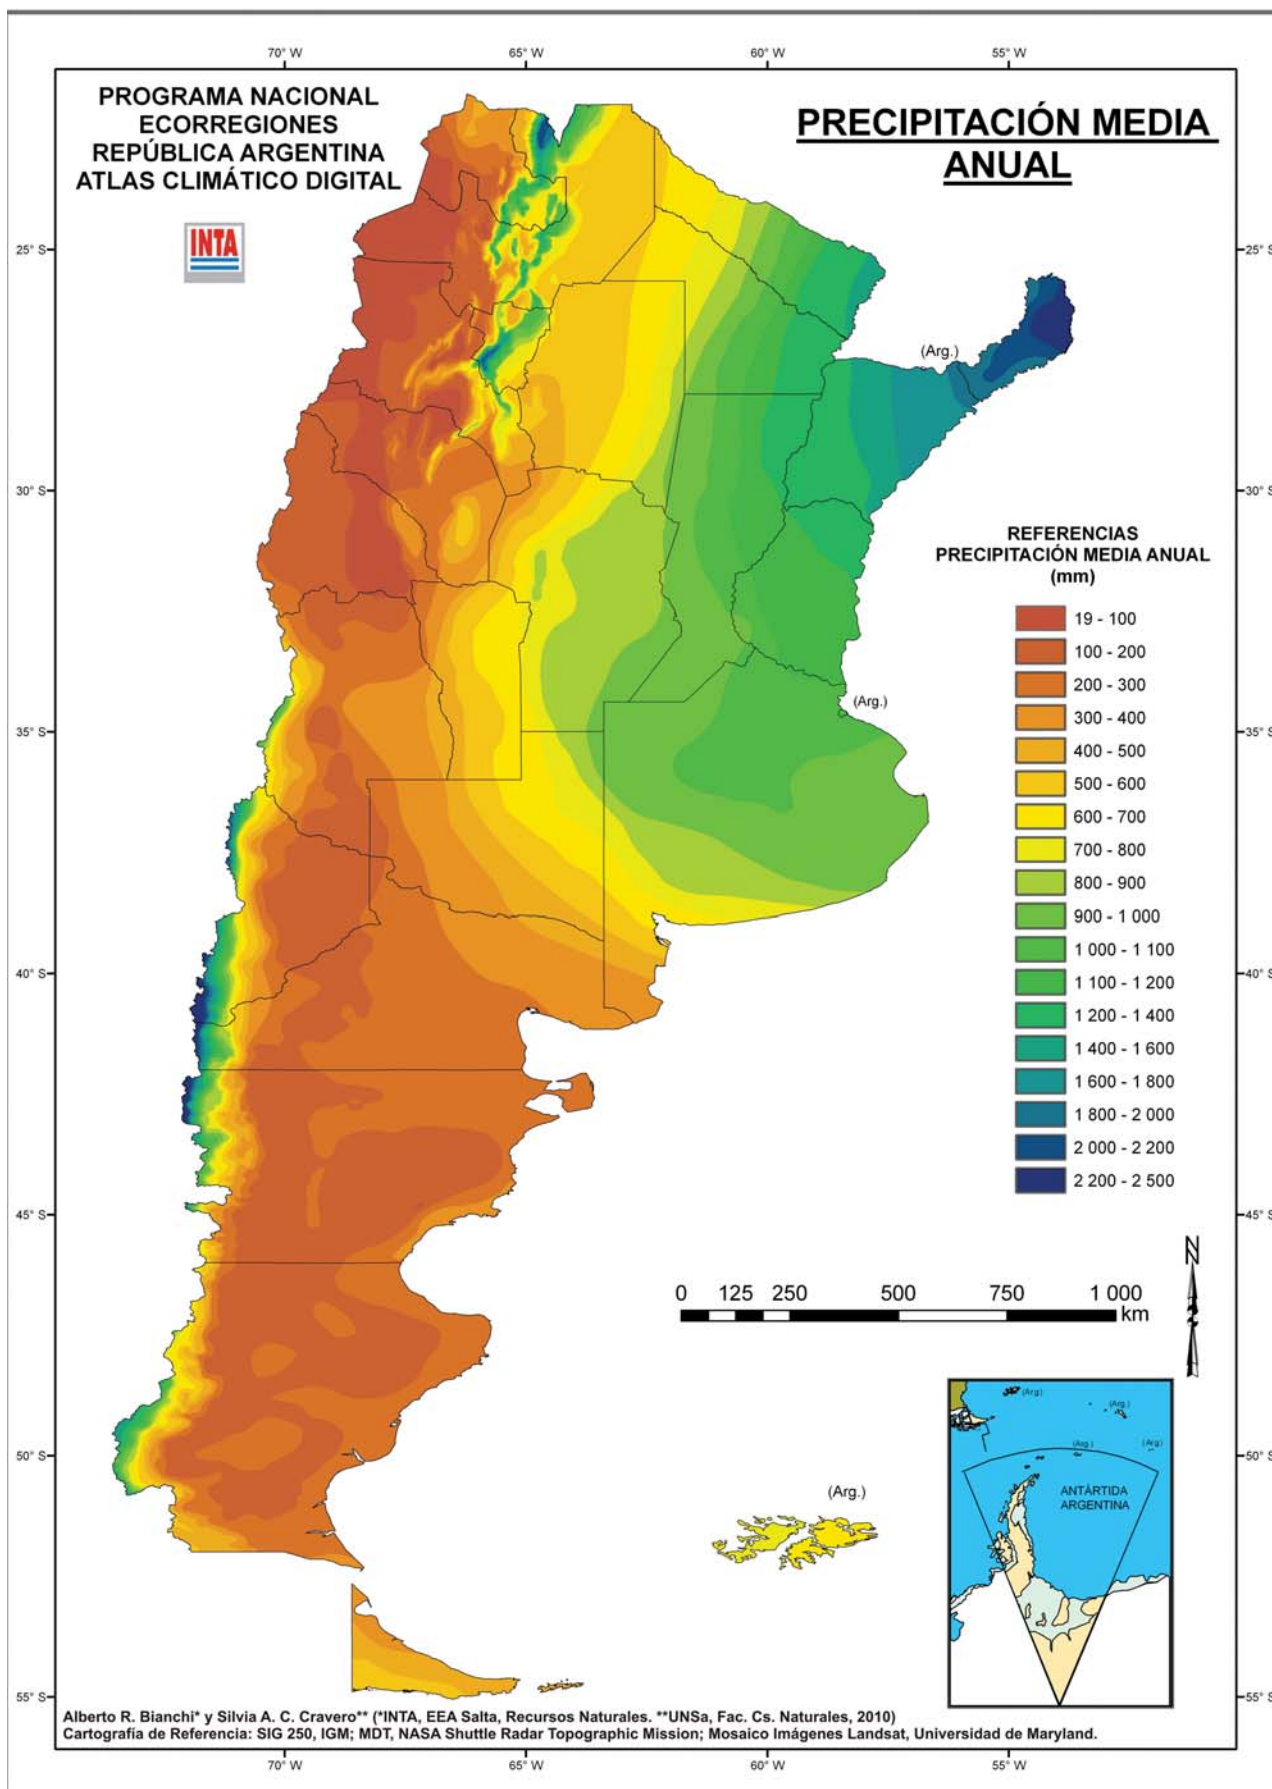 70° W
65° W
60° W
55° W
PROGRAMA NACIONAL
ECORREGIONES
REPÚBLICA ARGENTINA
ATLAS CLIMÁTICO DIGITAL
INTA
PRECIPITACIÓN MEDIA
ANUAL
25° S
25° S
(Arg.)
30° S
30° S
REFERENCIAS
PRECIPITACIÓN MEDIA ANUAL
(mm)
19 - 100
100 - 200
200 - 300
300 - 400
400 - 500
500 - 600
600 - 700
700 - 800
800 - 900
900 - 1 000
1 000 - 1 100
1 100 - 1 200
1 200 - 1 400
1 400 - 1 600
1 600 - 1 800
1 800 - 2 000
2 000 - 2 200
2 200 - 2 500
(Arg.)
35° S
35° S
40° S
40° S
45° S
45° S
N
0 125 250 500 750 1 000
km
(Arg)
(Arg.)
(Arg.)
(Arg)
ANTÁRTIDA
ARGENTINA
50° S
50° S
(Arg.)
55° S
55° S
Alberto R. Bianchi* y Silvia A. C. Cravero** (*INTA, EEA Salta, Recursos Naturales. **UNSa, Fac. Cs. Naturales, 2010)
Cartografía de Referencia: SIG 250, IGM; MDT, NASA Shuttle Radar Topographic Mission; Mosaico Imágenes Landsat, Universidad de Maryland.
70° W
65° W
60° W
55° W